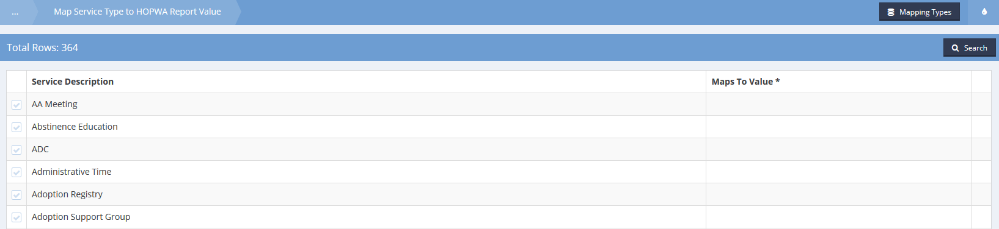 ...
Map Service Type to HOPWA Report Value
Mapping Types
Total Rows: 364
Search
Service Description
Maps To Value *
AA Meeting
Abstinence Education
ADC
Administrative Time
Adoption Registry
Adoption Support Group